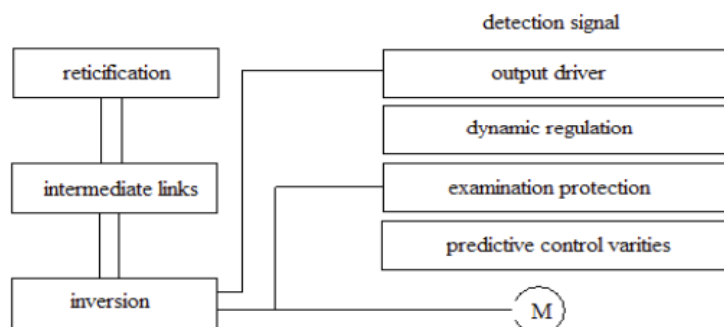 detection signal
reticification
output driver
dynamic regulation
intermediate links
examination protection
predictive control varities
inversion
M